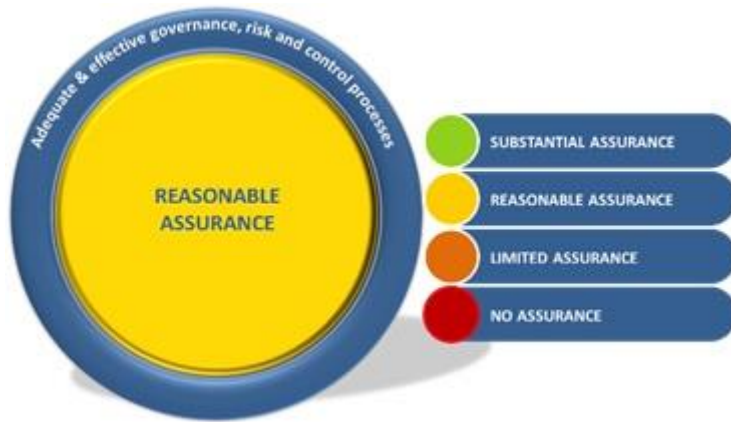 Adequate & effective governance, risk and control processes
REASONABLE
ASSURANCE
SUBSTANTIAL ASSURANCE
REASONABLE ASSURANCE
LIMITED ASSURANCE
NO ASSURANCE